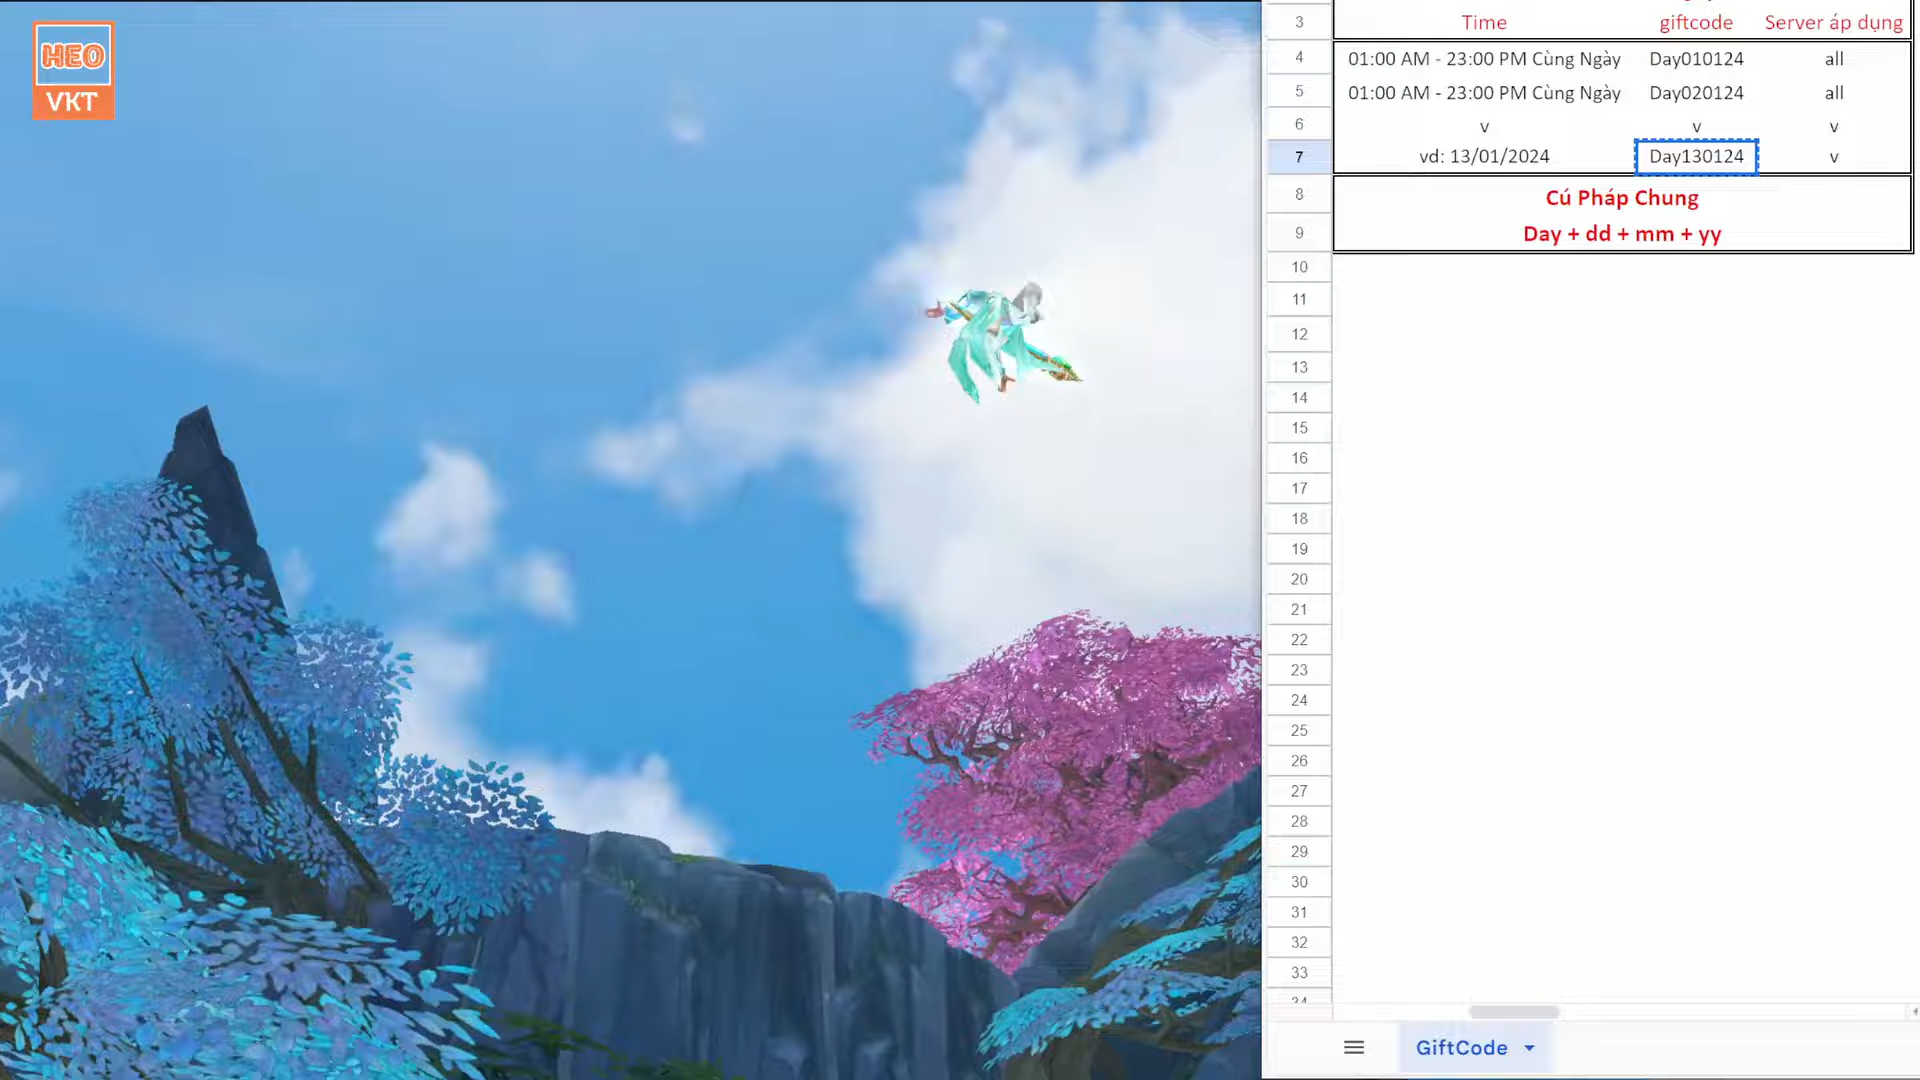 HEO
VKT
3 Time giftcode Server áp dụng
4 01:00 AM - 23:00 PM Cùng Ngày Day010124 all
5 01:00 AM - 23:00 PM Cùng Ngày Day020124 all
6 v v v
7 vd: 13/01/2024 Day130124 v
8 Cú Pháp Chung
9 Day + dd + mm + yy
10
11
12
13
14
15
16
17
18
19
20
21
22
23
24
25
26
27
28
29
30
31
32
33
GiftCode